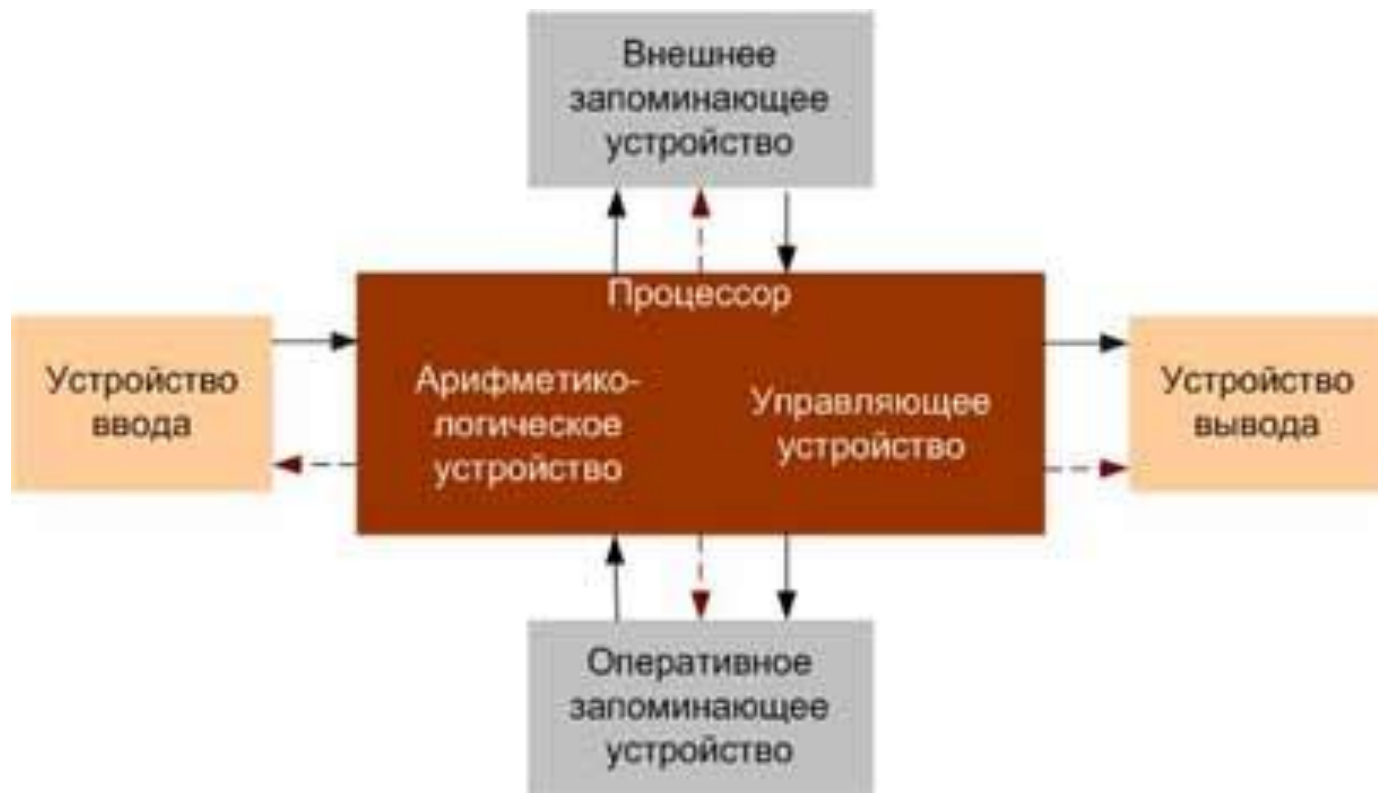 Внешнее
запоминающее
устройство
Процессор
Устройство
ввода
Арифметико-
логическое
устройство
Управляющее
устройство
Устройство
вывода
Оперативное
запоминающее
устройство